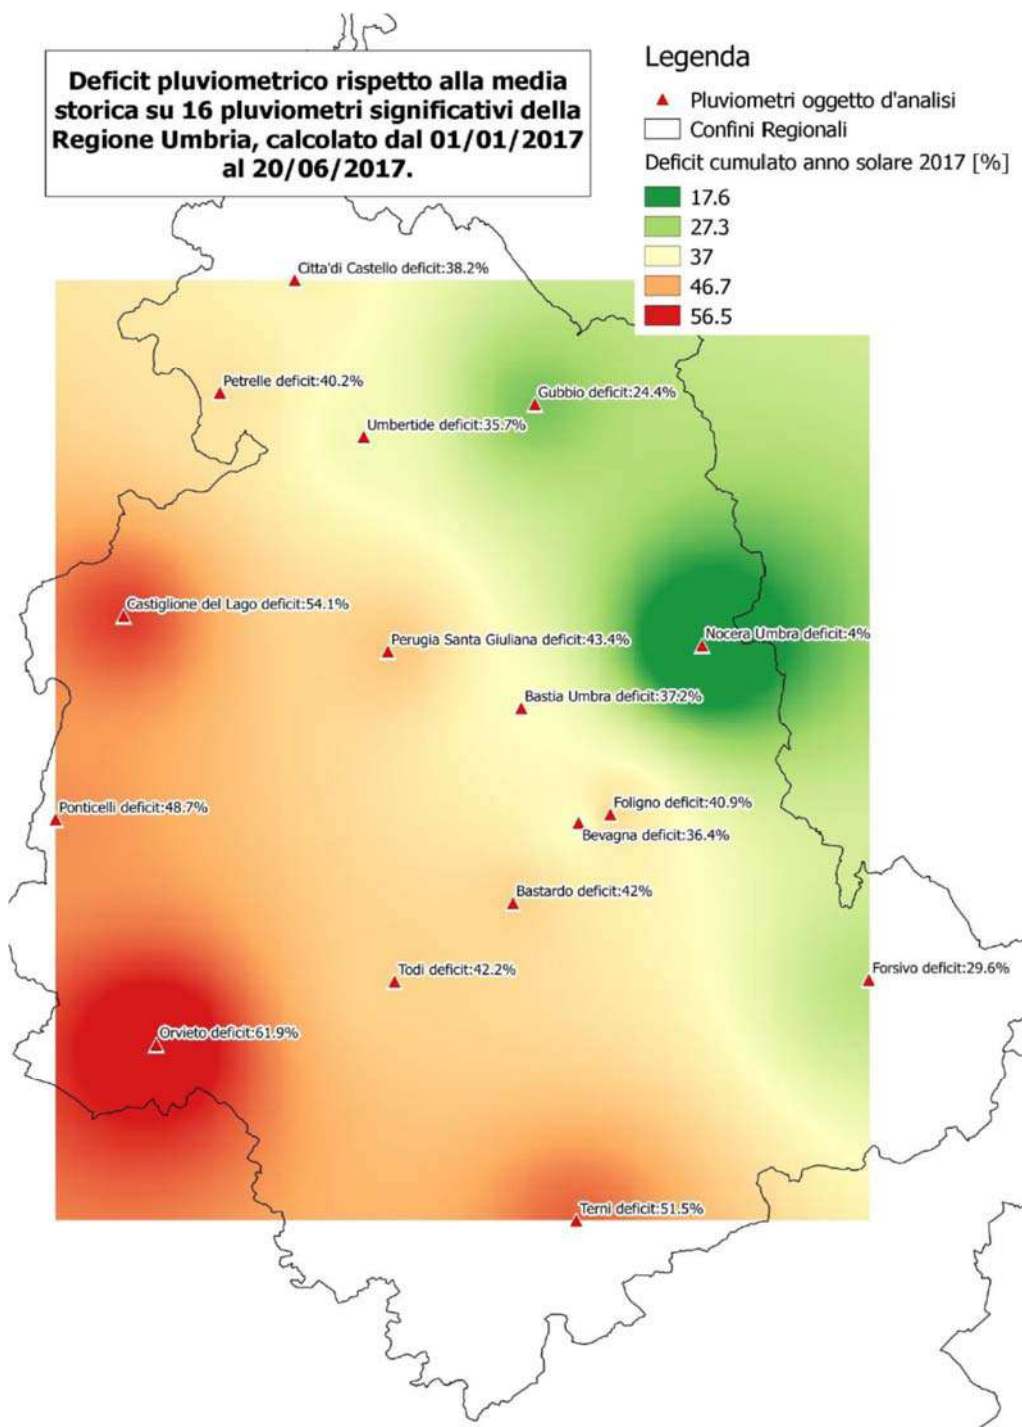 Deficit pluviometrico rispetto alla media
storica su 16 pluviometri significativi della
Regione Umbria, calcolato dal 01/01/2017
al 20/06/2017.
Legenda
Pluviometri oggetto d'analisi
Confini Regionali
Deficit cumulato anno solare 2017 [%]
17.6
27.3
37
46.7
56.5
Citta'di Castello deficit:38.2%
Petrelle deficit:40.2%
Gubbio deficit:24.4%
Umbertide deficit:35.7%
Castiglione del Lago deficit:54.1%
Perugia Santa Giuliana deficit:43.4%
Nocera Umbra deficit:4%
Bastia Umbra deficit:37.2%
Ponticelli deficit:48.7%
Foligno deficit:40.9%
Bevagna deficit:36.4%
Bastardo deficit:42%
Todi deficit:42.2%
Forsivo deficit:29.6%
Orvieto deficit:61.9%
Terni deficit:51.5%